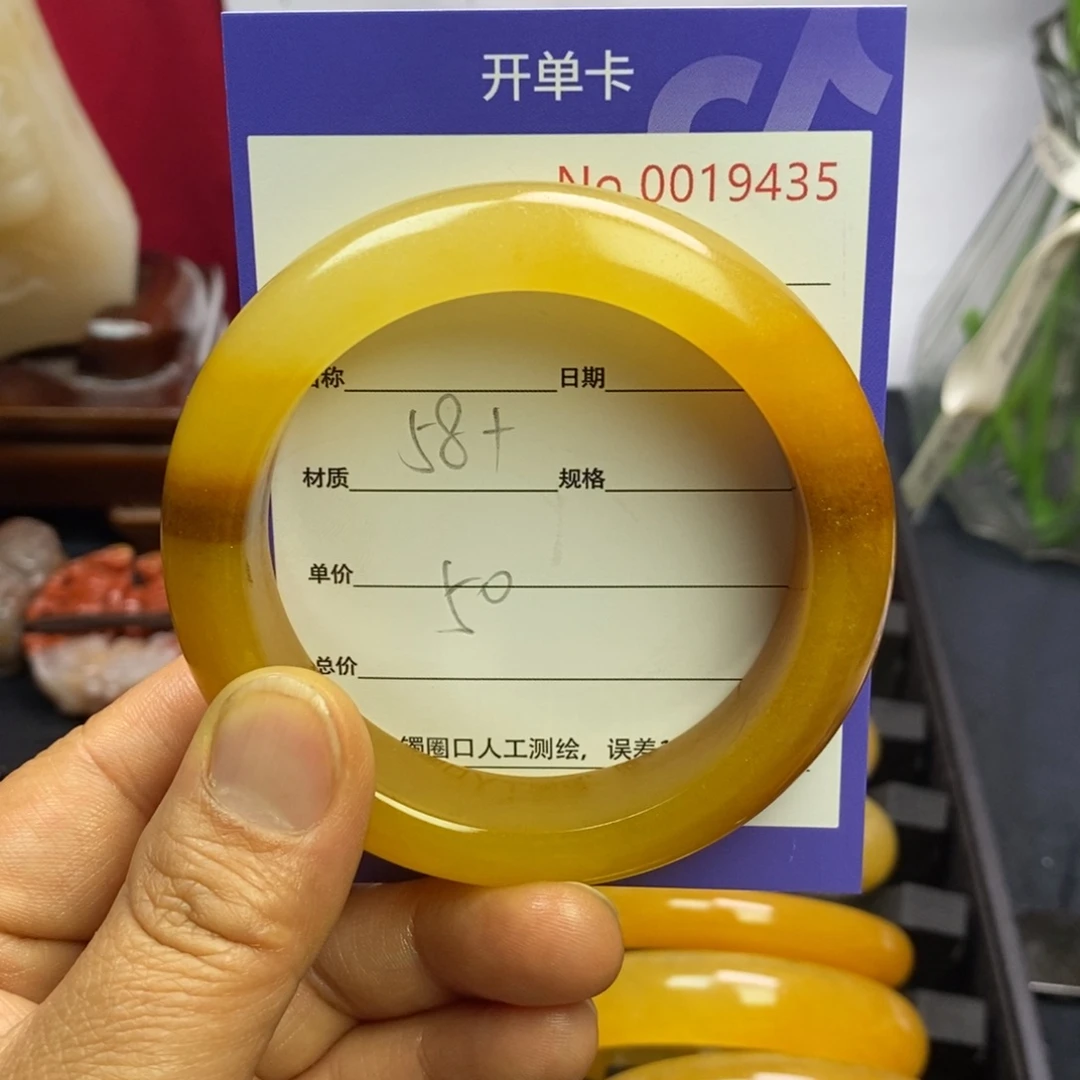 开单卡
No.0019435
称 日期
58+
材质 规格
50
单价
总价
镯圈口人工测绘，误差